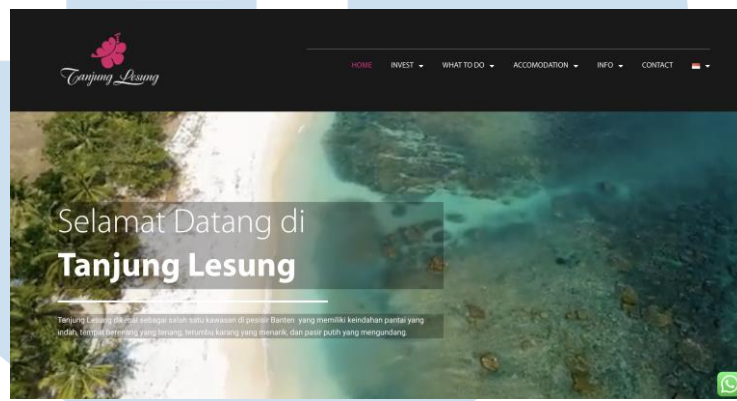 Tanjung Lesung
HOME INVEST WHAT TO DO ACCOMODATION INFO CONTACT
Selamat Datang di
Tanjung Lesung
Tanjung Lesung dikenal sebagai salah satu kawasan di pesisir Banten yang memiliki keindahan pantai yang
indah, tempat berenang yang tenang, terumbu karang yang menarik, dan pasir putih yang mengundang.